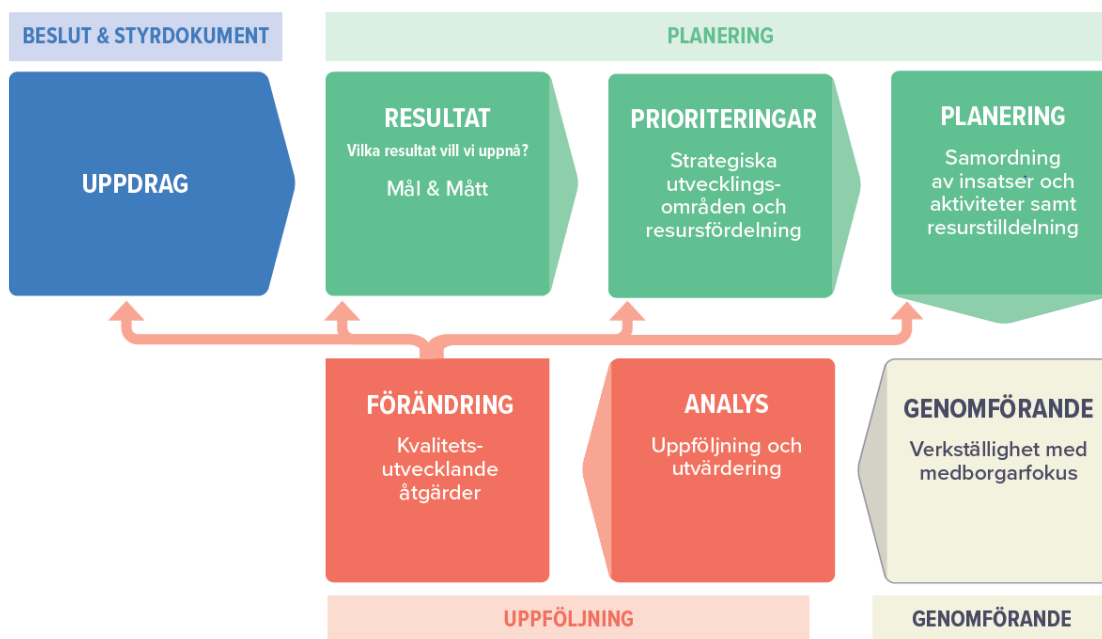 BESLUT & STYRDOKUMENT
PLANERING
UPPDRAG
RESULTAT
Vilka resultat vill vi uppnå?
Mål & Mått
PRIORITERINGAR
Strategiska
utvecklings-
områden och
resursfördelning
PLANERING
Samordning
av insatser och
aktiviteter samt
resurstilldelning
FÖRÄNDRING
Kvalitets-
utvecklande
åtgärder
ANALYS
Uppföljning och
utvärdering
GENOMFÖRANDE
Verkställighet med
medborgarfokus
UPPFÖLJNING
GENOMFÖRANDE